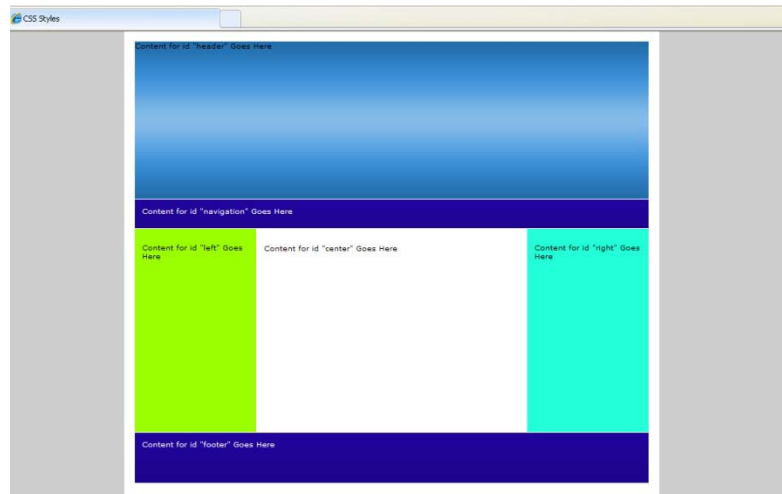 CSS Styles
Content for id "header" Goes Here
Content for id "navigation" Goes Here
Content for id "left" Goes
Here
Content for id "center" Goes Here
Content for id "right" Goes
Here
Content for id "footer" Goes Here